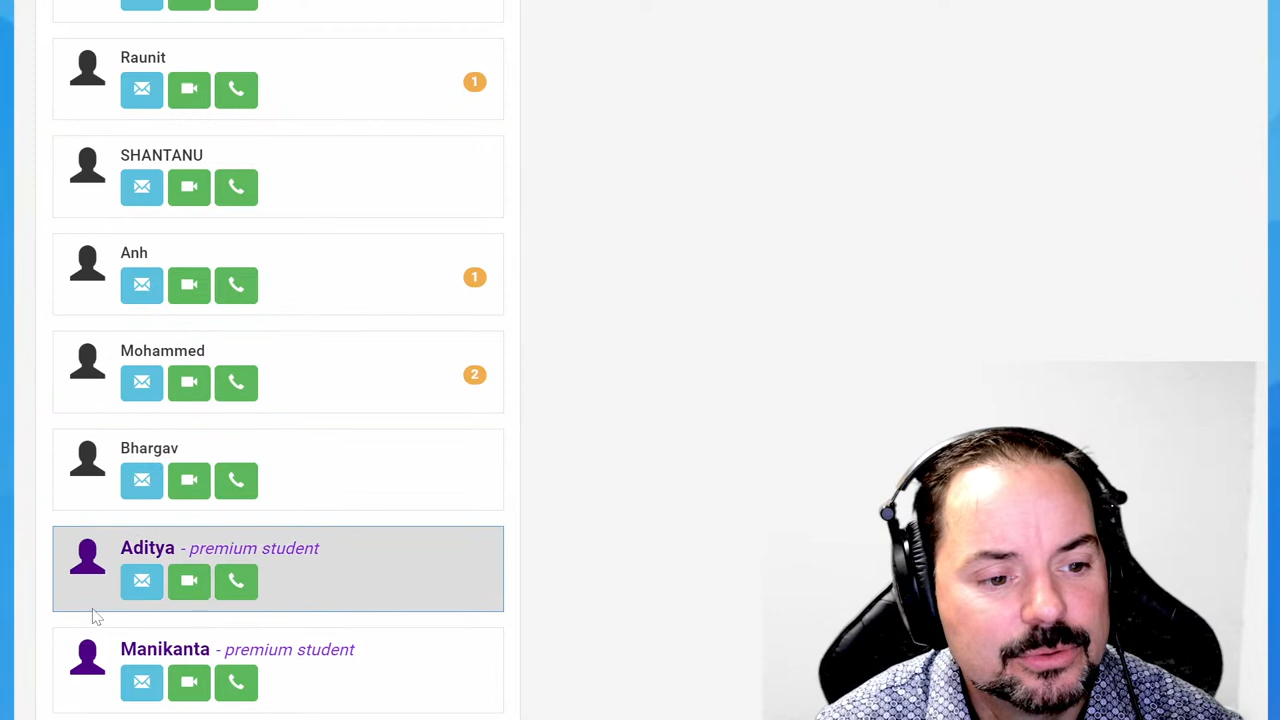 Raunit
1
SHANTANU
Anh
1
Mohammed
2
Bhargav
Aditya - premium student
Manikanta - premium student